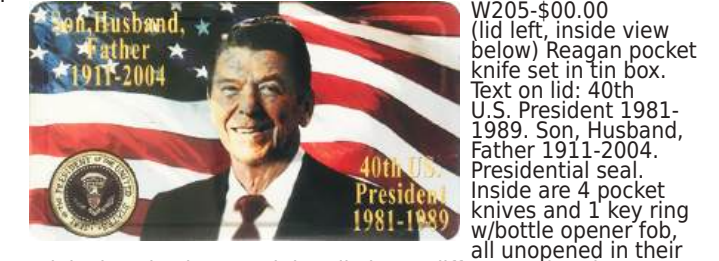 Son, Husband,
Father
1911-2004
40th U.S.
President
1981-1989
W205-$00.00
(lid left, inside view
below) Reagan pocket
knife set in tin box.
Text on lid: 40th
U.S. President 1981-
1989. Son, Husband,
Father 1911-2004.
Presidential seal.
Inside are 4 pocket
knives and 1 key ring
w/bottle opener fob,
all unopened in their